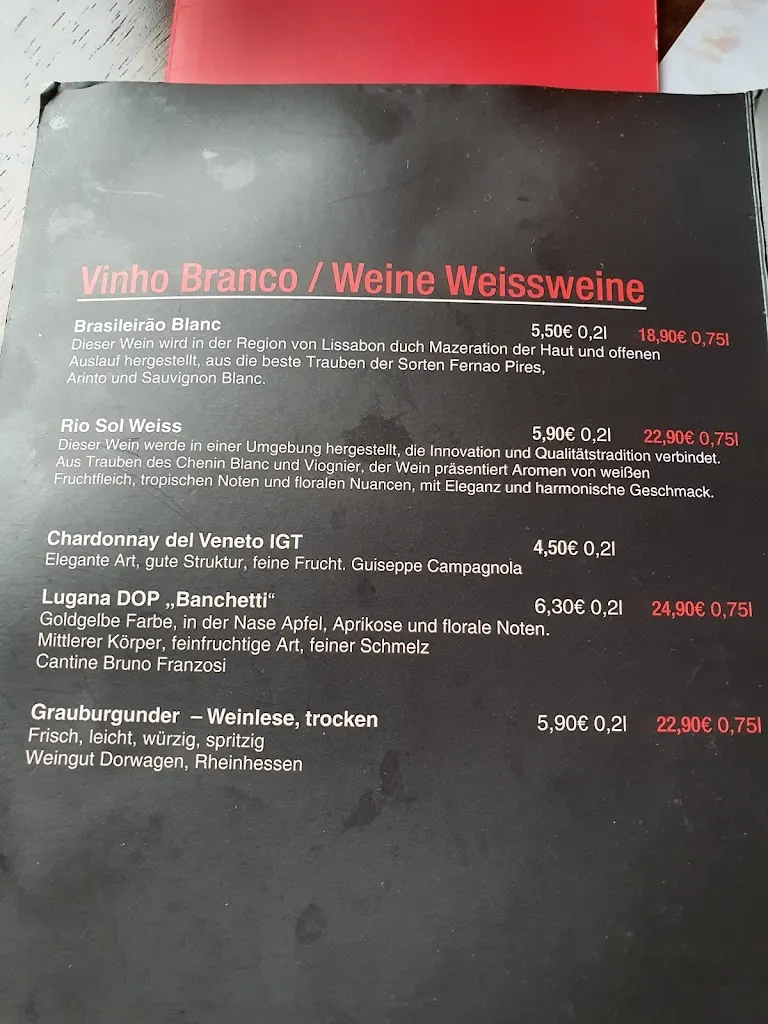 Vinho Branco / Weine Weissweine
Brasileirão Blanc 5,50€ 0,2l 18,90€ 0,75l
Dieser Wein wird in der Region von Lissabon duch Mazeration der Haut und offenen
Auslauf hergestellt, aus die beste Trauben der Sorten Fernao Pires,
Arinto und Sauvignon Blanc.
Rio Sol Weiss 5,90€ 0,2l 22,90€ 0,75l
Dieser Wein werde in einer Umgebung hergestellt, die Innovation und Qualitätstradition verbindet.
Aus Trauben des Chenin Blanc und Viognier, der Wein präsentiert Aromen von weißen
Fruchtfleich, tropischen Noten und floralen Nuancen, mit Eleganz und harmonische Geschmack.
Chardonnay del Veneto IGT 4,50€ 0,2l
Elegante Art, gute Struktur, feine Frucht. Guiseppe Campagnola
Lugana DOP „Banchetti“ 6,30€ 0,2l 24,90€ 0,75l
Goldgelbe Farbe, in der Nase Apfel, Aprikose und florale Noten.
Mittlerer Körper, feinfruchtige Art, feiner Schmelz
Cantine Bruno Franzosi
Grauburgunder – Weinlese, trocken 5,90€ 0,2l 22,90€ 0,75l
Frisch, leicht, würzig, spritzig
Weingut Dorwagen, Rheinhessen